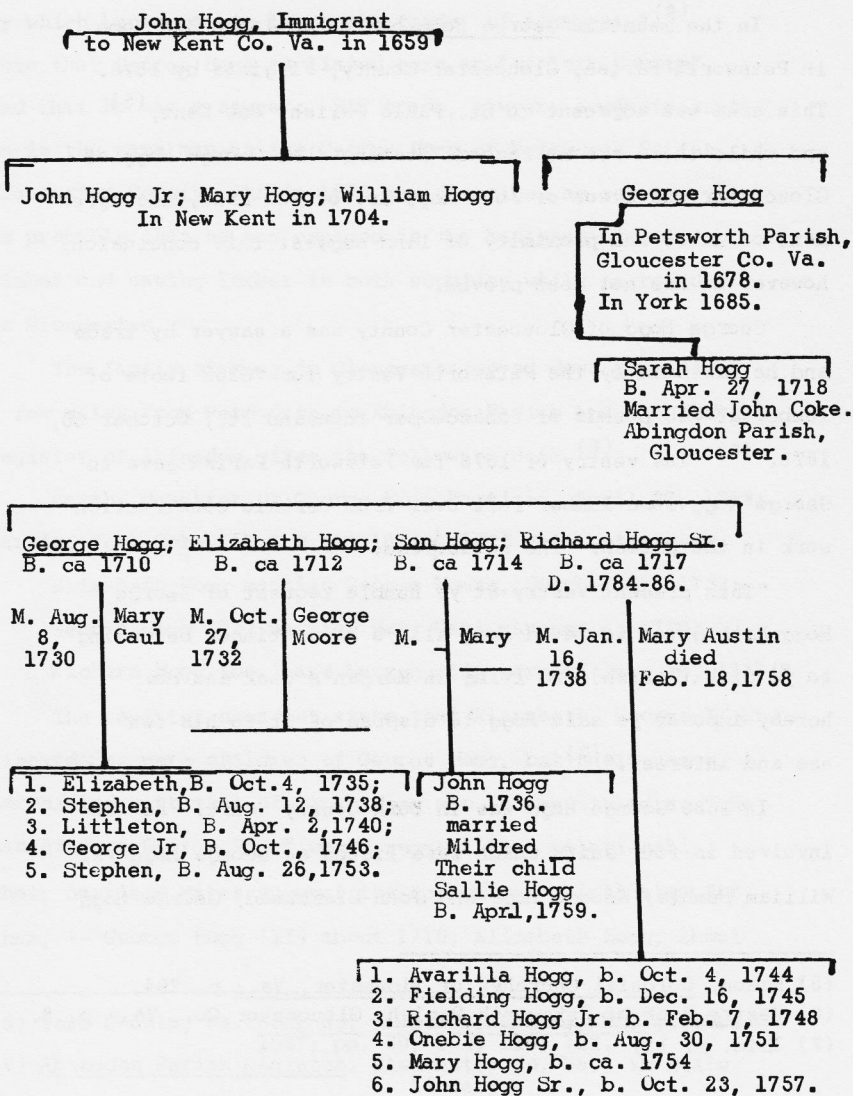 John Hogg, Immigrant
to New Kent Co. Va. in 1659
John Hogg Jr; Mary Hogg; William Hogg
In New Kent in 1704.
George Hogg
In Petsworth Parish,
Gloucester Co. Va.
in 1678.
In York 1685.
Sarah Hogg
B. Apr. 27, 1718
Married John Coke.
Abingdon Parish,
Gloucester.
George Hogg; Elizabeth Hogg; Son Hogg; Richard Hogg Sr.
B. ca 1710 B. ca 1712 B. ca 1714 B. ca 1717
D. 1784-86.
M. Aug. Mary M. Oct. George M. Mary M. Jan. Mary Austin
8, Caul 27, Moore 16, died
1730 1732 1738 Feb. 18,1758
1. Elizabeth,B. Oct.4, 1735;
2. Stephen, B. Aug. 12, 1738;
3. Littleton, B. Apr. 2,1740;
4. George Jr, B. Oct., 1746;
5. Stephen, B. Aug. 26,1753.
John Hogg
B. 1736.
married
Mildred __
Their child
Sallie Hogg
B. Apr.1,1759.
1. Avarilla Hogg, b. Oct. 4, 1744
2. Fielding Hogg, b. Dec. 16, 1745
3. Richard Hogg Jr. b. Feb. 7, 1748
4. Onebie Hogg, b. Aug. 30, 1751
5. Mary Hogg, b. ca. 1754
6. John Hogg Sr., b. Oct. 23, 1757.